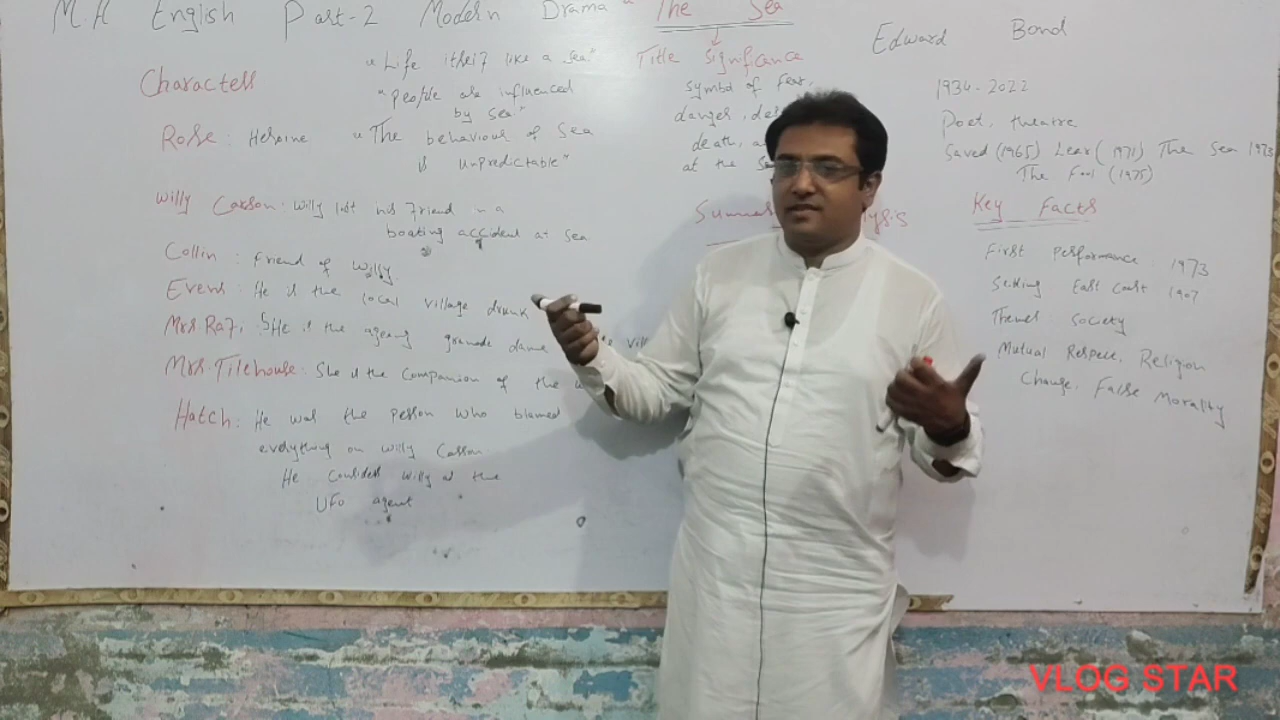 M.A English Part-2 Modern Drama "The Sea
Edward Bond
Title Significance
symbol of fear,
danger, des
death, a
at the S
"Life itself like a sea"
"people are influenced
by sea"
"The behaviour of Sea
is unpredictable"
Characters
Rose: Heroine
Willy Carson: Willy lost his friend in a
boating accident at sea
Collin : Friend of Willy
Evens: He is the local village drunk
Mrs. Rafi: She is the ageing grande dame vill
Mrs. Tilehouse: She is the companion of the
Hatch: He was the person who blamed
everything on Willy Carson
He considers Willy as the
UFO agent
Summa lysis
1934-2022
Poet, theatre
Saved (1965) Lear (1971) The Sea 1973
The Fool (1975)
Key Facts
First performance: 1973
Setting East Coast 1907
Themes: Society
Mutual Respect, Religion
Change, False Morality
VLOG STAR